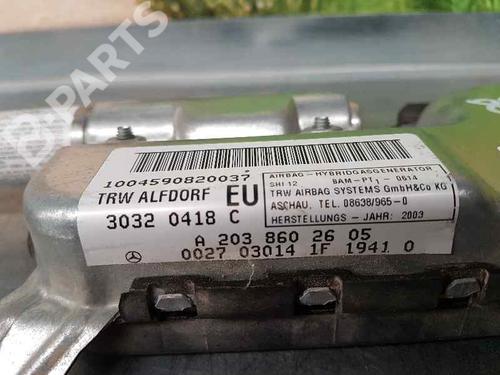 B-PARTS
1004590820037
TRW ALFDORF EU
3032 0418 C
AIRBAG - HYBRIDGASGENERATOR
SHI 12 BAM-PT1-0614
TRW AIRBAG SYSTEMS GmbH&Co KG
ASCHAU. TEL. 08638/965-0
HERSTELLUNGS - JAHR: 2003
A 203 860 26 05
0027 03014 1F 1941 0